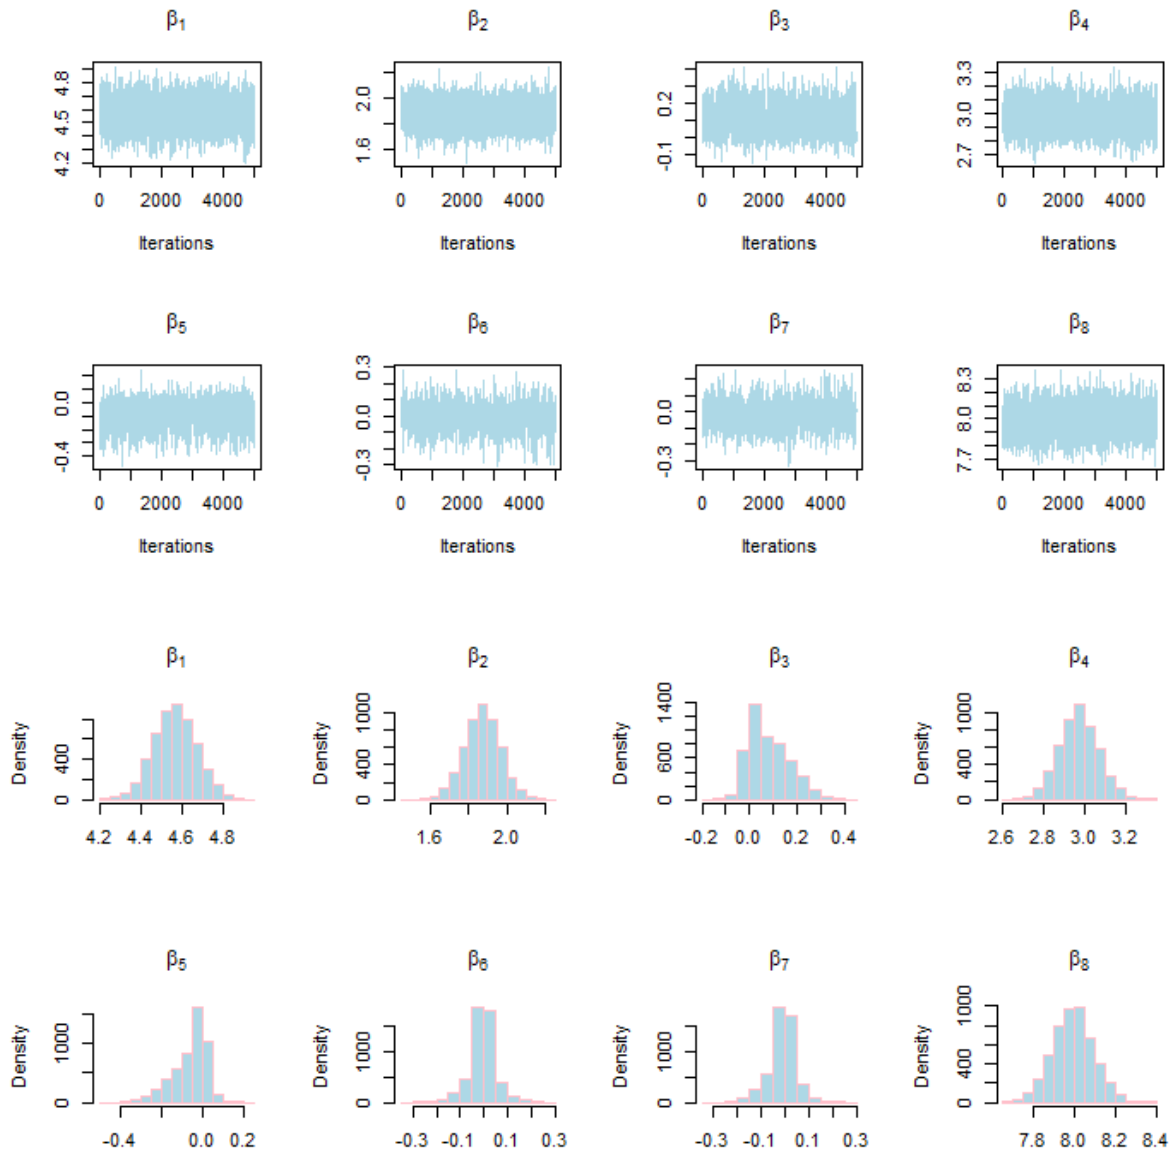 β1 β2 β3 β4
4.2 4.5 4.8 1.6 2.0 -0.1 0.2 2.7 3.0 3.3
0 2000 4000 0 2000 4000 0 2000 4000 0 2000 4000
Iterations Iterations Iterations Iterations
β5 β6 β7 β8
-0.4 0.0 -0.3 0.0 0.3 -0.3 0.0 7.7 8.0 8.3
0 2000 4000 0 2000 4000 0 2000 4000 0 2000 4000
Iterations Iterations Iterations Iterations
β1 β2 β3 β4
Density Density Density Density
0 400 0 400 1000 0 600 1400 0 400 1000
4.2 4.4 4.6 4.8 1.6 2.0 -0.2 0.0 0.2 0.4 2.6 2.8 3.0 3.2
β5 β6 β7 β8
Density Density Density Density
0 1000 0 1000 0 1000 0 400 1000
-0.4 0.0 0.2 -0.3 -0.1 0.1 0.3 -0.3 -0.1 0.1 0.3 7.8 8.0 8.2 8.4